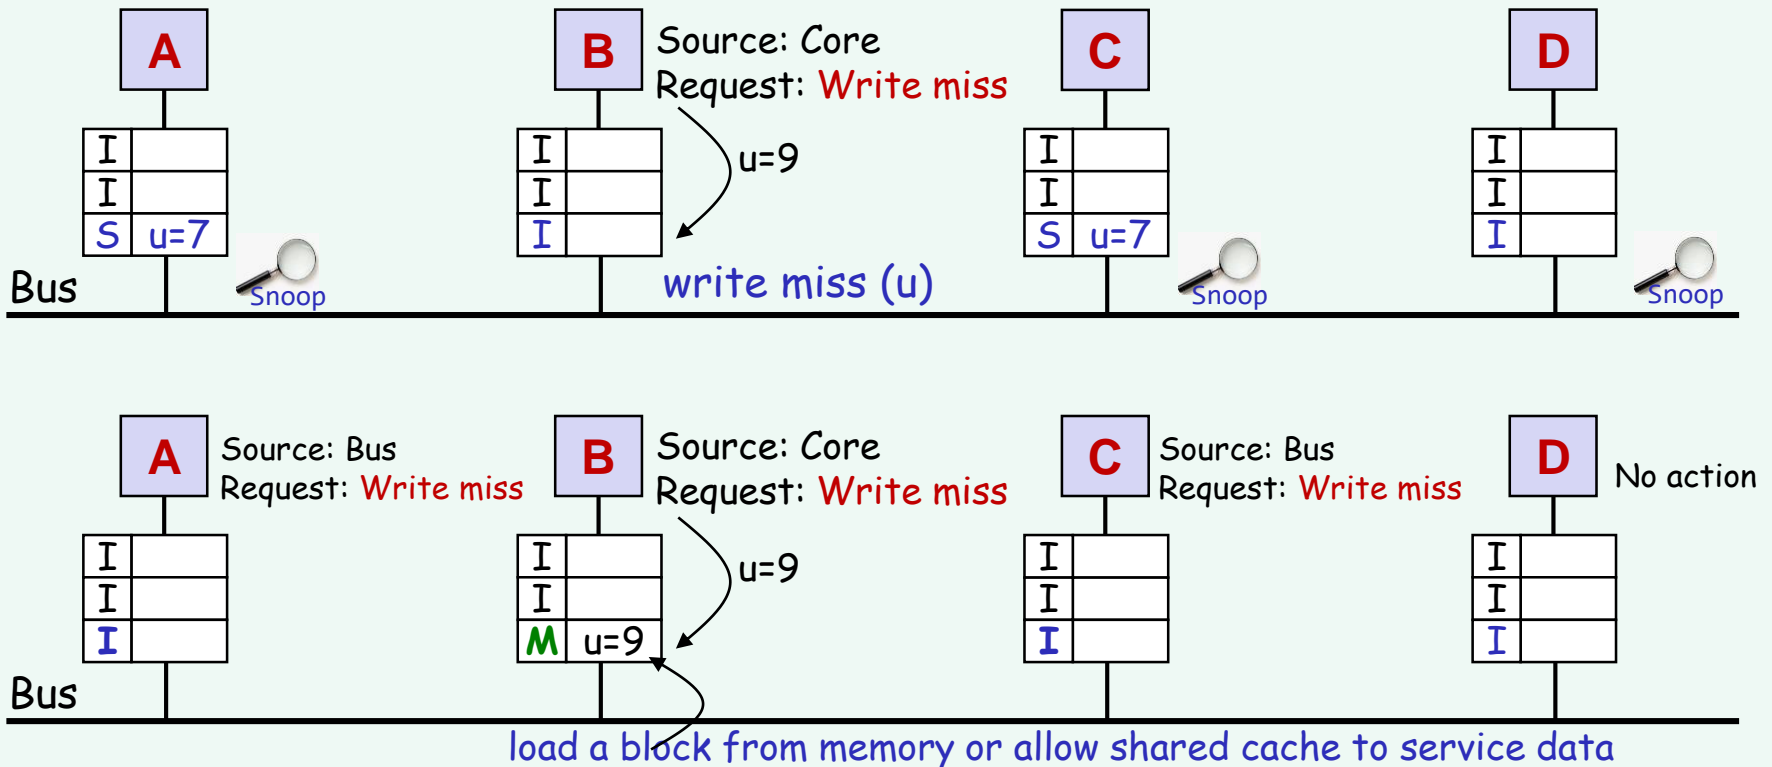 A
B
Source: Core
Request: Write miss
C
D
I
I
S u=7
I
I
I
u=9
I
I
S u=7
I
I
I
Bus
Snoop
write miss (u)
Snoop
Snoop
A
Source: Bus
Request: Write miss
B
Source: Core
Request: Write miss
C
Source: Bus
Request: Write miss
D
No action
I
I
I
I
I
M u=9
u=9
I
I
I
I
I
I
Bus
load a block from memory or allow shared cache to service data